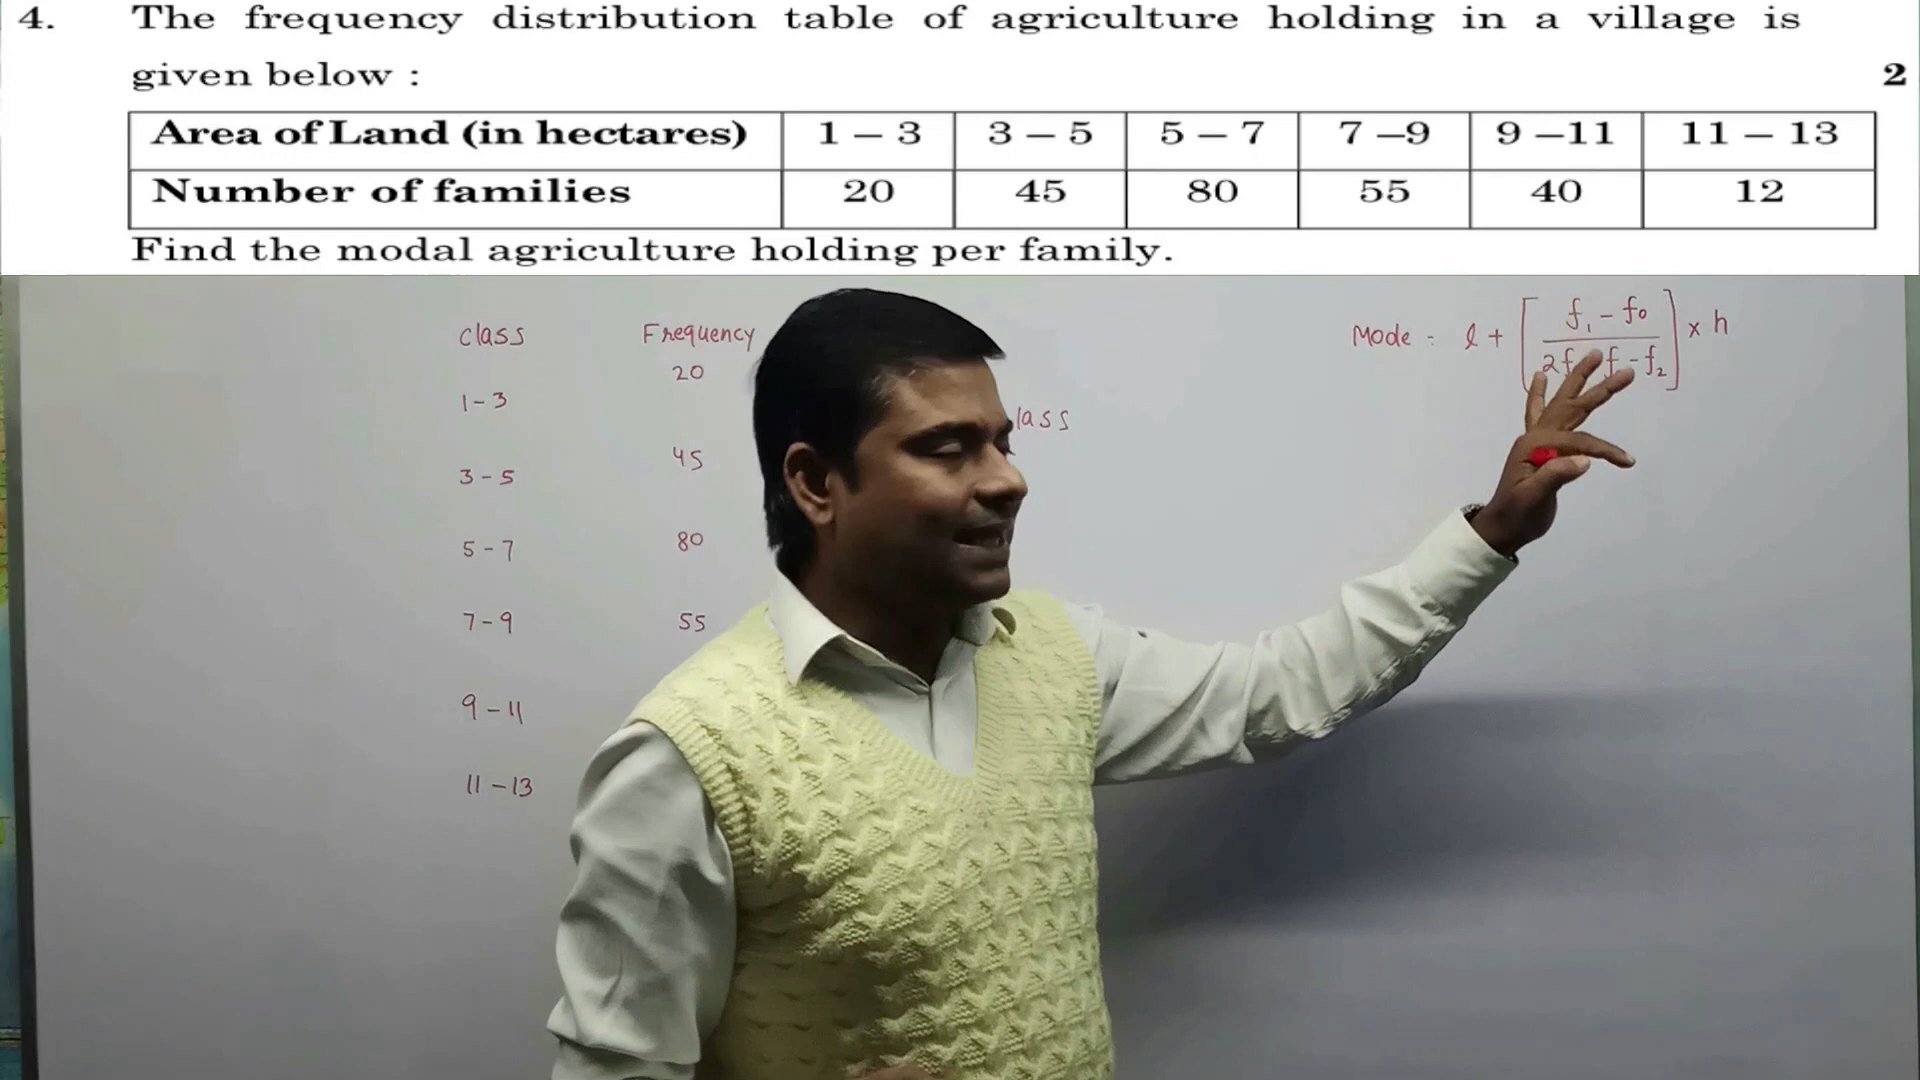 4. The frequency distribution table of agriculture holding in a village is
given below : 2
Area of Land (in hectares) 1 – 3 3 – 5 5 – 7 7 –9 9 –11 11 – 13
Number of families 20 45 80 55 40 12
Find the modal agriculture holding per family.
class Frequency
20
1-3
45
3-5
80
5-7
55
7-9
9-11
11-13
lass
Mode = l + [ f₁ - f₀ / 2f f - f₂ ] x h